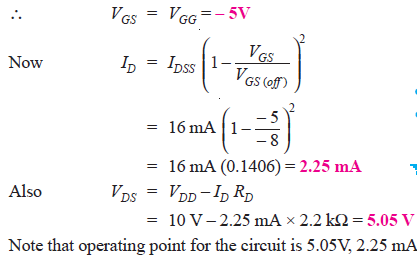 ∴ V_GS = V_GG = – 5V
Now I_D = I_DSS (1 – V_GS / V_GS (off))²
= 16 mA (1 – – 5 / – 8)²
= 16 mA (0.1406) = 2.25 mA
Also V_DS = V_DD – I_D R_D
= 10 V – 2.25 mA × 2.2 kΩ = 5.05 V
Note that operating point for the circuit is 5.05V, 2.25 mA